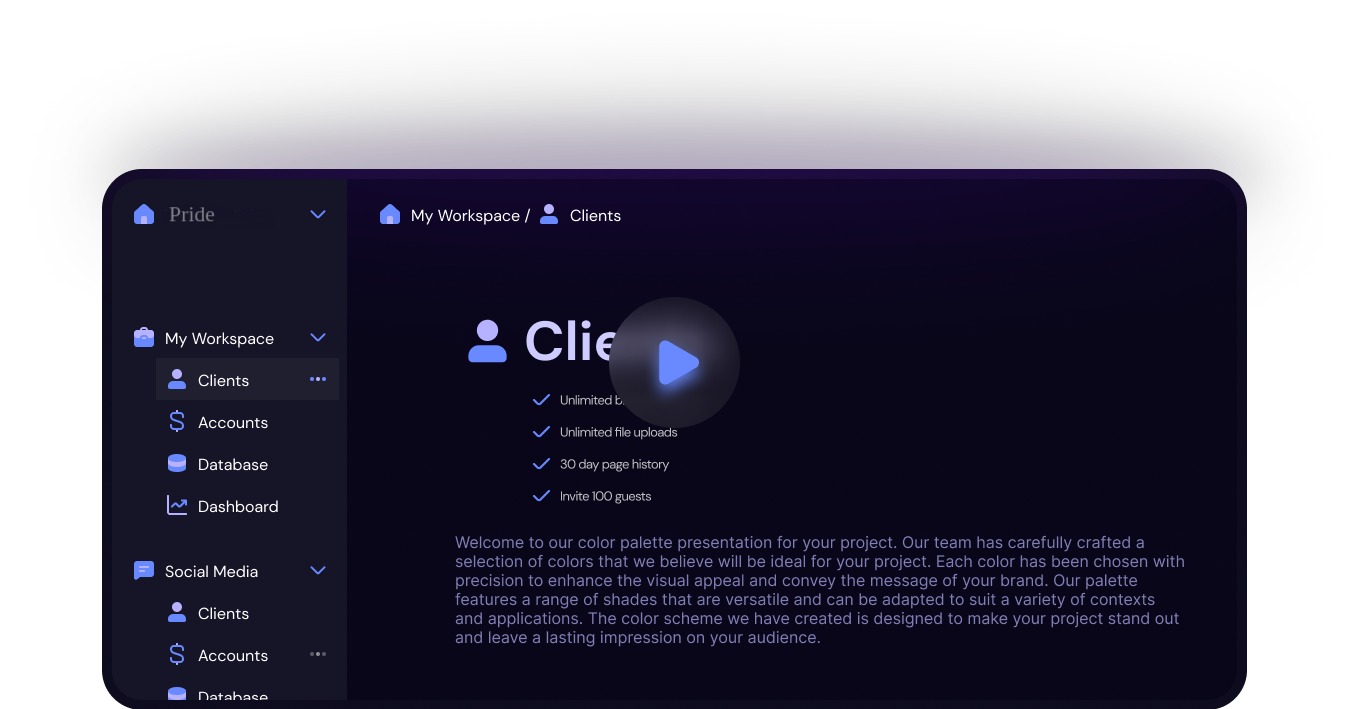 Pride
My Workspace / Clients
My Workspace
Clients
Accounts
Database
Dashboard
Social Media
Clients
Accounts
Database
Unlimited file uploads
30 day page history
Invite 100 guests
Unlimited
Welcome to our color palette presentation for your project. Our team has carefully crafted a
selection of colors that we believe will be ideal for your project. Each color has been chosen with
precision to enhance the visual appeal and convey the message of your brand. Our palette
features a range of shades that are versatile and can be adapted to suit a variety of contexts
and applications. The color scheme we have created is designed to make your project stand out
and leave a lasting impression on your audience.